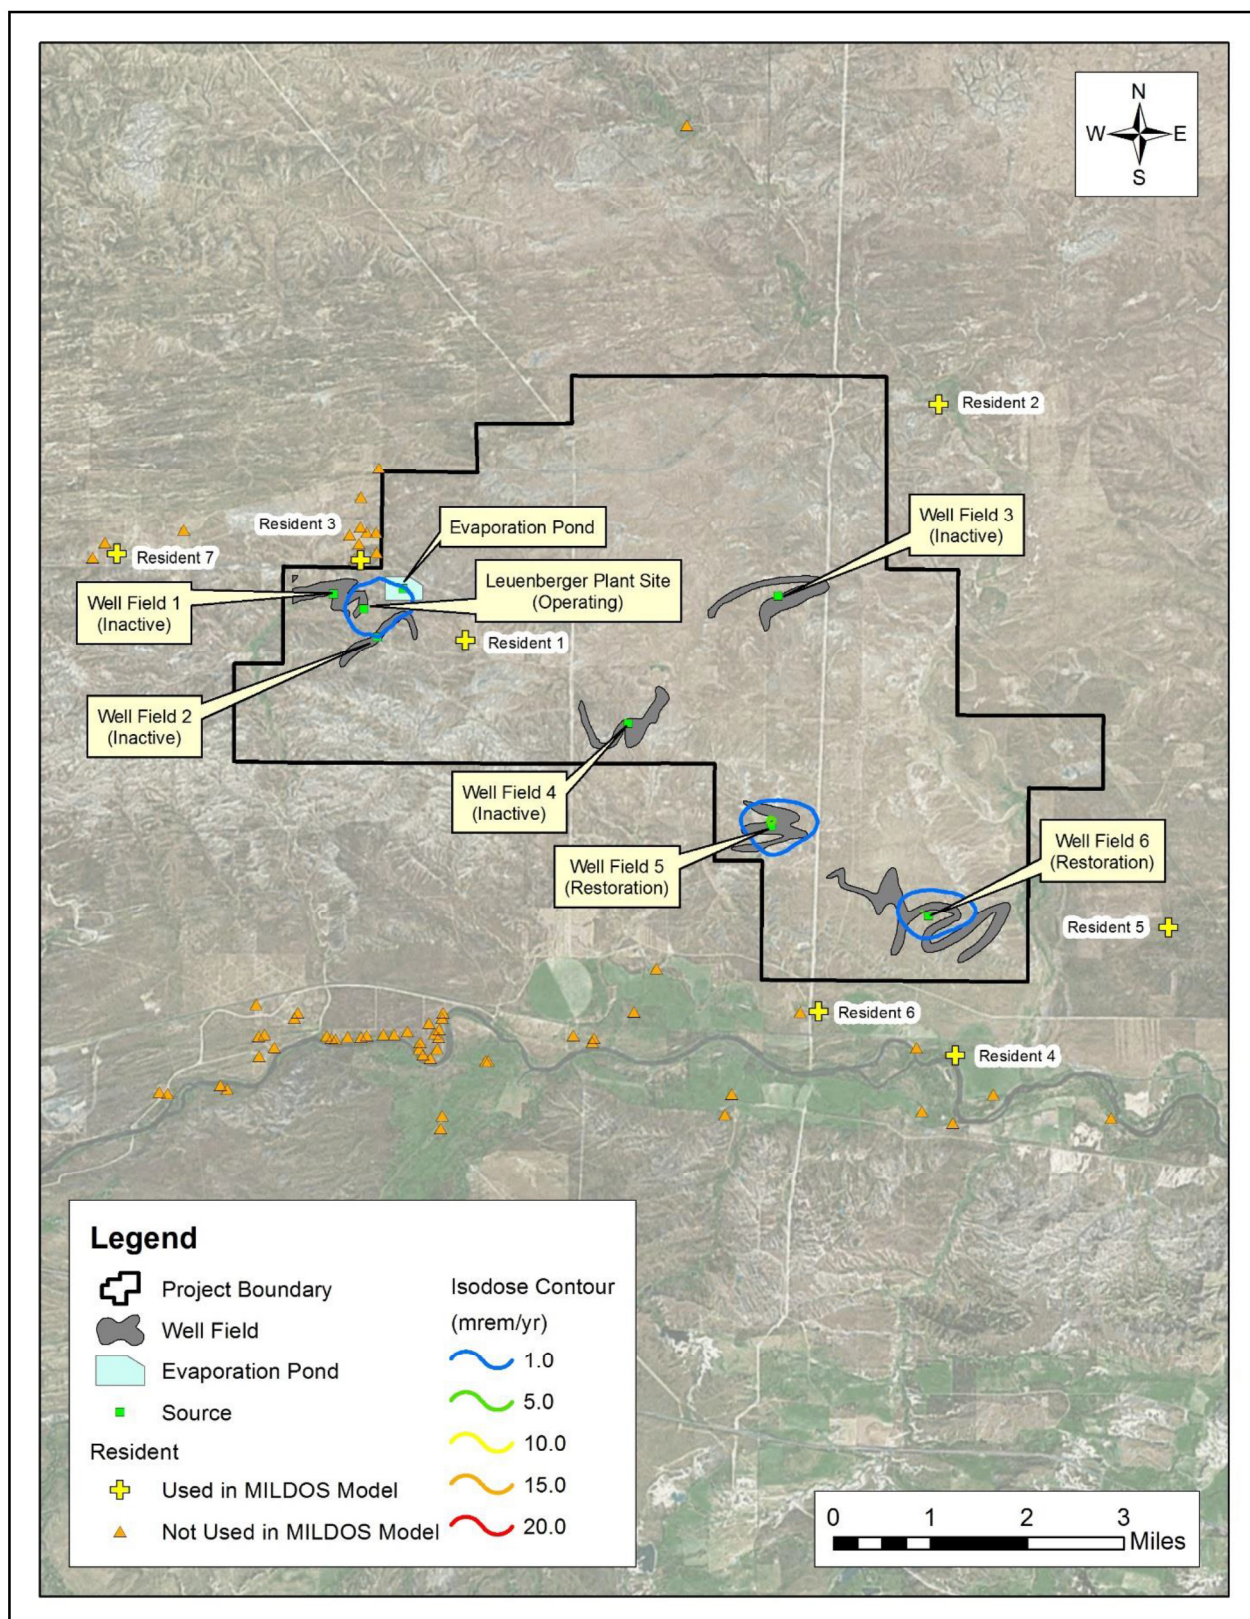 N
W E
S
Resident 2
Well Field 3
(Inactive)
Resident 3
Evaporation Pond
Resident 7
Leuenberger Plant Site
(Operating)
Well Field 1
(Inactive)
Resident 1
Well Field 2
(Inactive)
Well Field 4
(Inactive)
Well Field 5
(Restoration)
Well Field 6
(Restoration)
Resident 5
Resident 6
Resident 4
Legend
Project Boundary
Well Field
Evaporation Pond
Source
Resident
Used in MILDOS Model
Not Used in MILDOS Model
Isodose Contour
(mrem/yr)
1.0
5.0
10.0
15.0
20.0
0 1 2 3
Miles